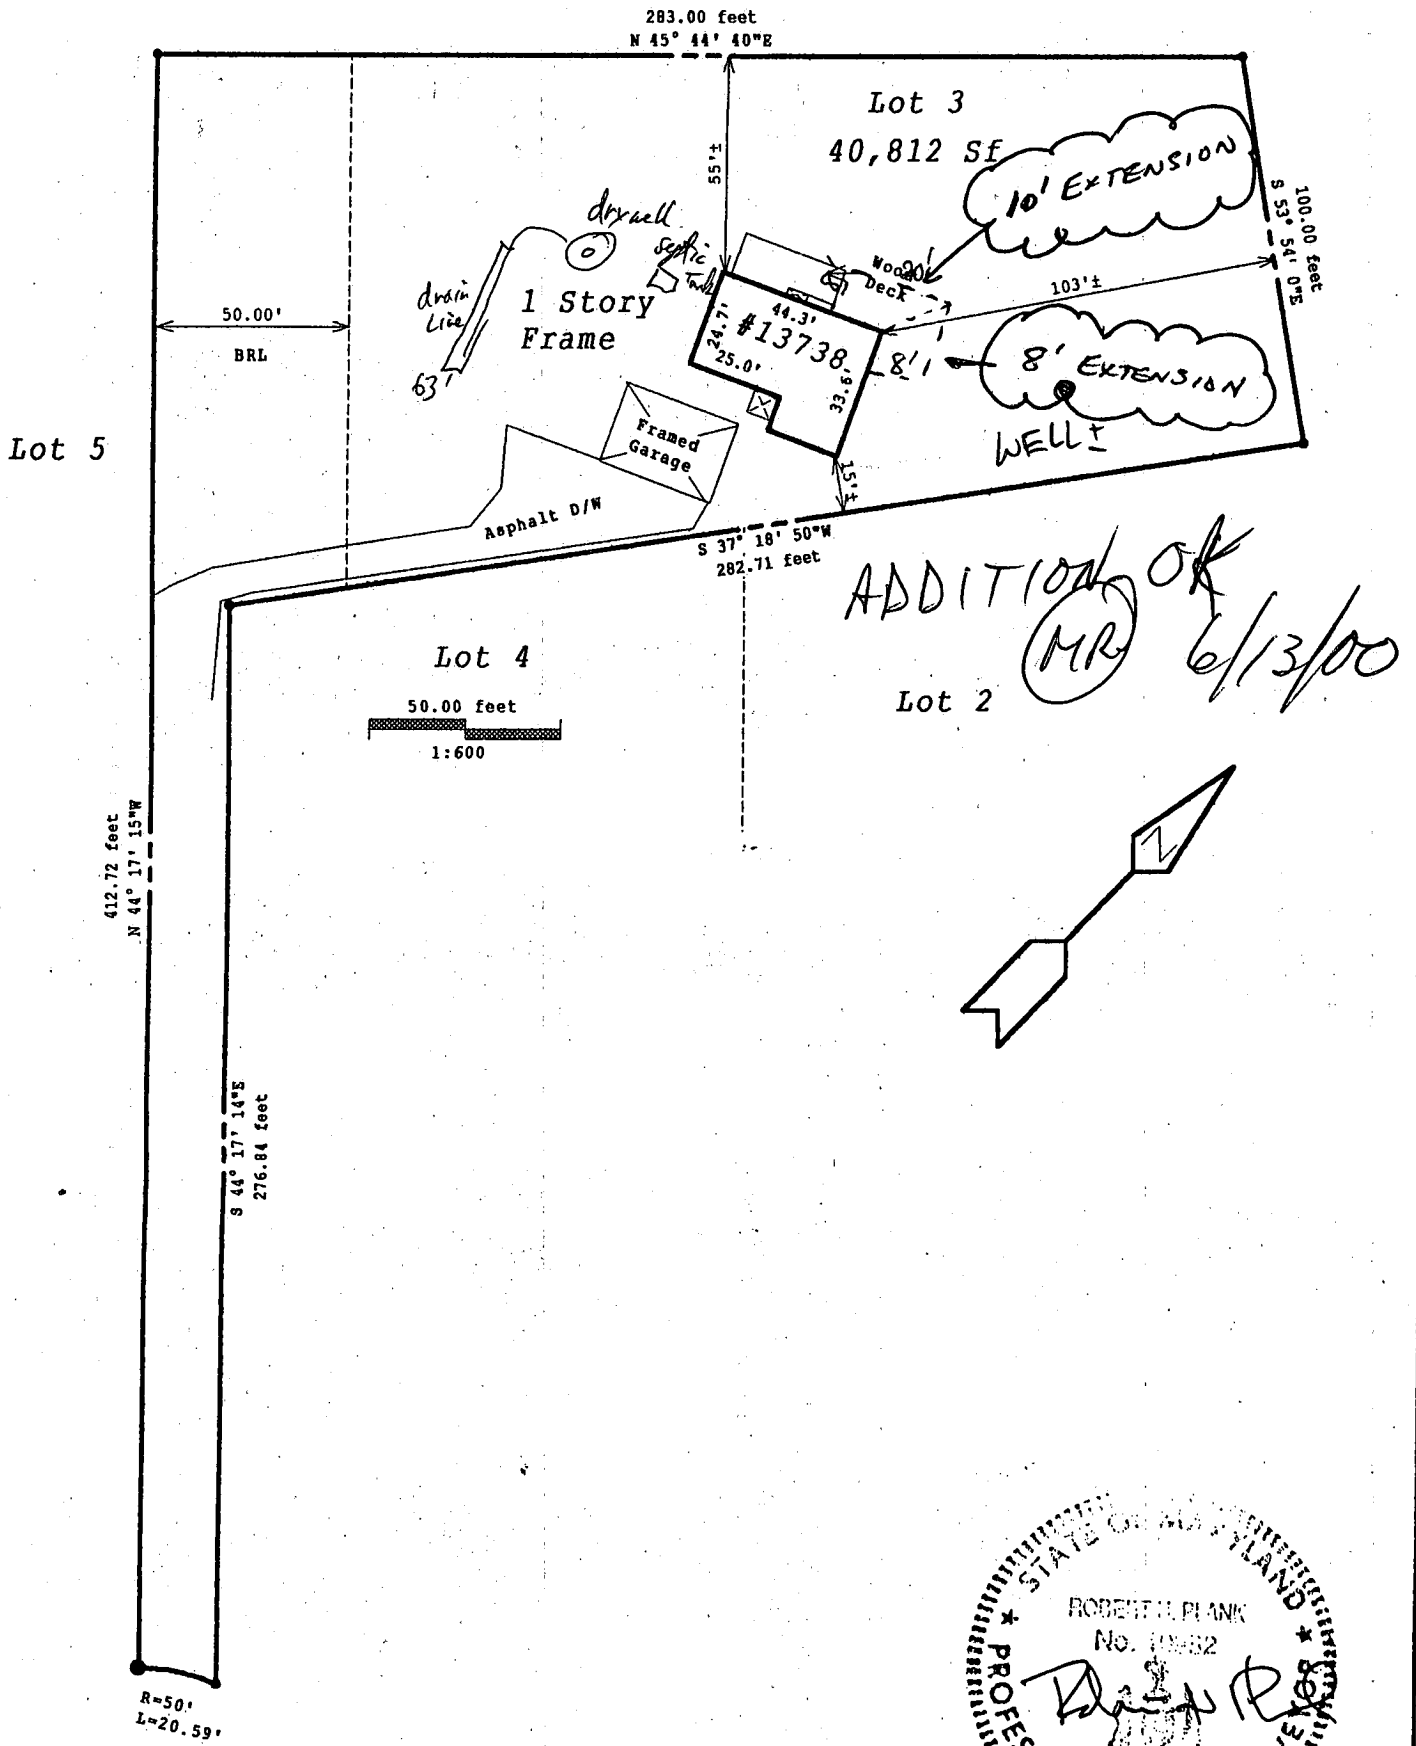 283.00 feet
N 45° 44' 40"E
Lot 3
40,812 Sf
10' EXTENSION
55'±
drywell
septic
Tank
Wood
Deck
20'
100.00 feet
S 53° 54' 0"E
103'±
drain
Line
63'
1 Story
Frame
50.00'
BRL
44.3'
#13738
24.7'
25.0'
33.6'
8'
8' EXTENSION
WELL ±
Framed
Garage
Lot 5
15'±
Asphalt D/W
S 37° 18' 50"W
282.71 feet
ADDITION OK
MR 6/13/00
Lot 4
Lot 2
50.00 feet
1:600
N
412.72 feet
N 44° 17' 15"W
S 44° 17' 14"E
276.84 feet
R=50'
L=20.59'
STATE OF MARYLAND
ROBERT H. PLANK
No.